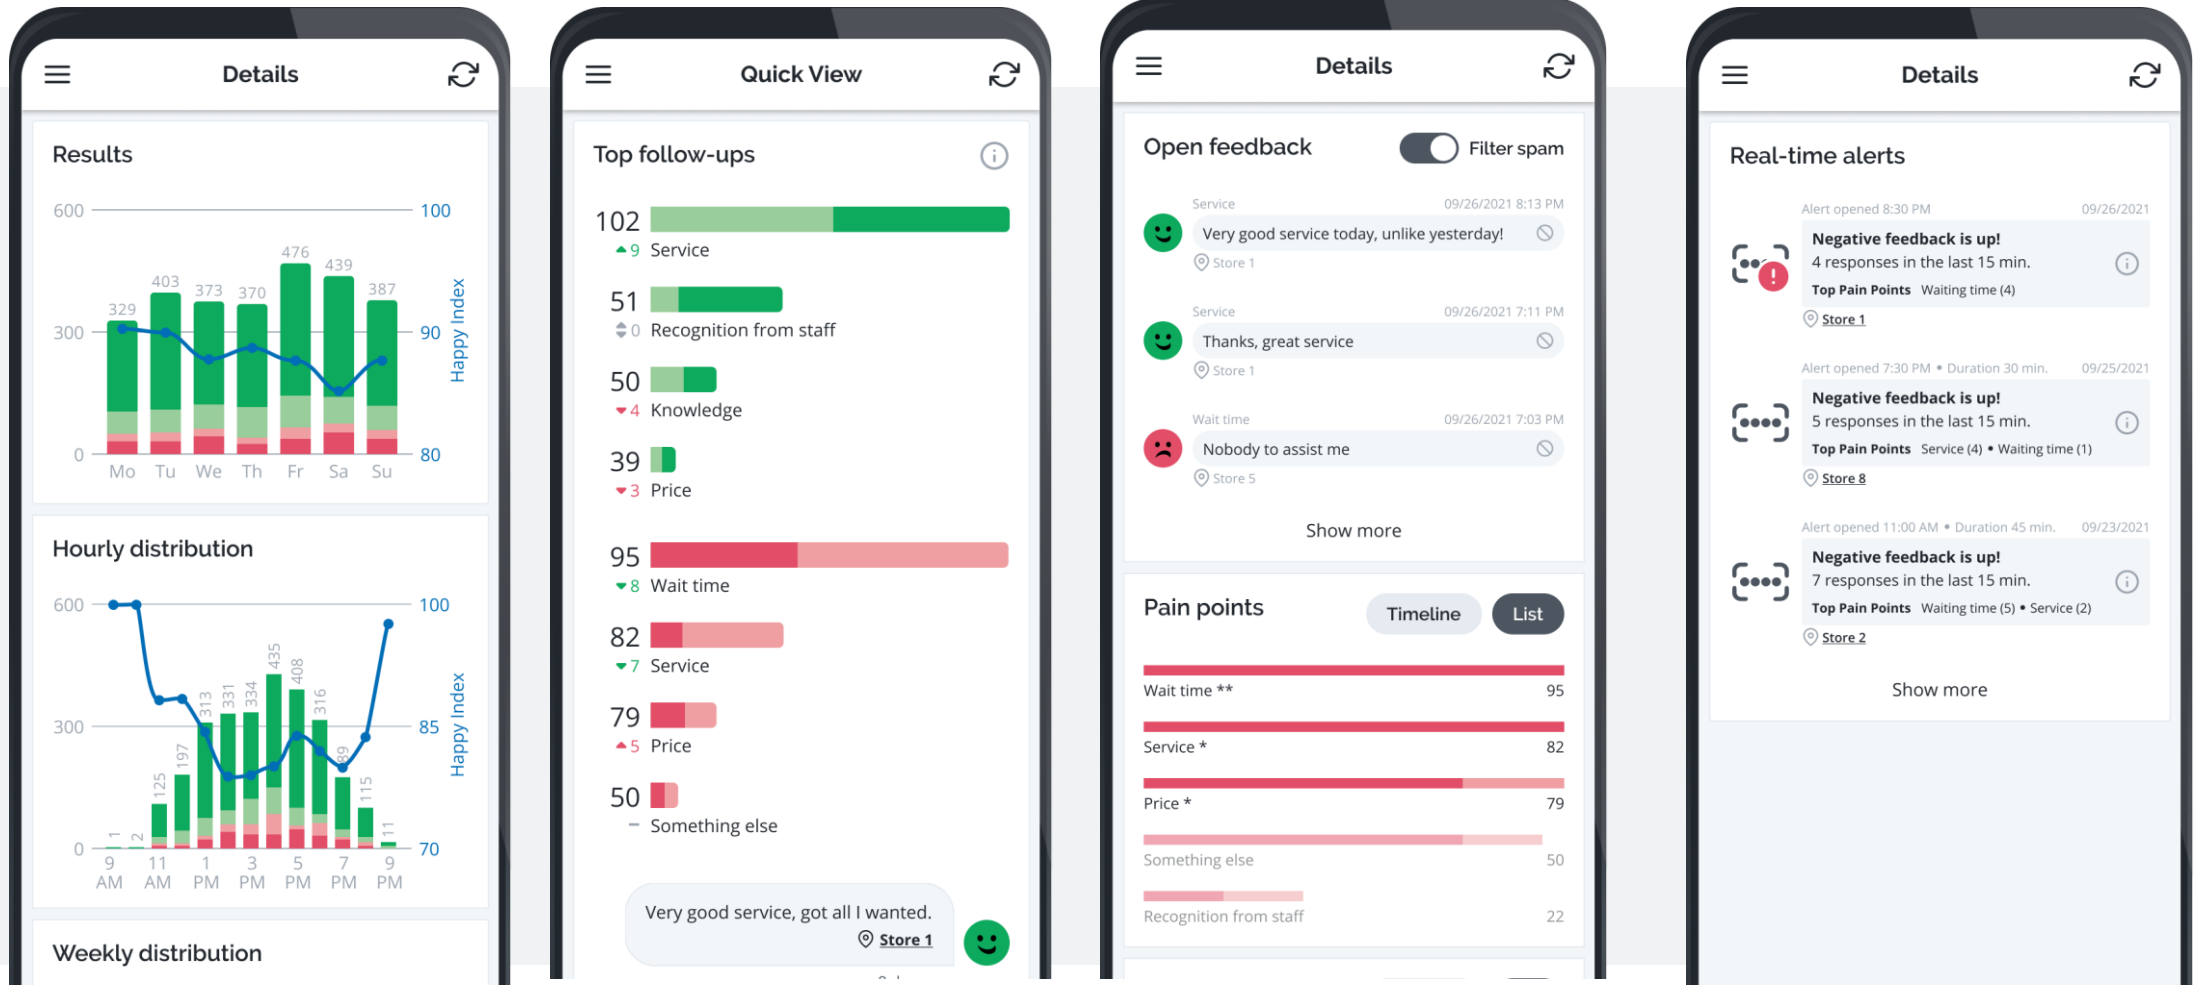 Details
Results
600
100
476
439
403
387
373
370
329
300
90
Happy Index
0
80
Mo Tu We Th Fr Sa Su
Hourly distribution
600
100
435
408
334
331
316
313
300
85
Happy Index
197
89
125
115
1
2
11
0
70
9 AM
11 AM
1 PM
3 PM
5 PM
7 PM
9 PM
Weekly distribution
Quick View
Top follow-ups
102
9 Service
51
0 Recognition from staff
50
4 Knowledge
39
3 Price
95
8 Wait time
82
7 Service
79
5 Price
50
– Something else
Very good service, got all I wanted.
Store 1
Details
Open feedback
Filter spam
Service 09/26/2021 8:13 PM
Very good service today, unlike yesterday!
Store 1
Service 09/26/2021 7:11 PM
Thanks, great service
Store 1
Wait time 09/26/2021 7:03 PM
Nobody to assist me
Store 5
Show more
Pain points
Timeline List
Wait time ** 95
Service * 82
Price * 79
Something else 50
Recognition from staff 22
Details
Real-time alerts
Alert opened 8:30 PM 09/26/2021
Negative feedback is up!
4 responses in the last 15 min.
Top Pain Points Waiting time (4)
Store 1
Alert opened 7:30 PM • Duration 30 min. 09/25/2021
Negative feedback is up!
5 responses in the last 15 min.
Top Pain Points Service (4) • Waiting time (1)
Store 8
Alert opened 11:00 AM • Duration 45 min. 09/23/2021
Negative feedback is up!
7 responses in the last 15 min.
Top Pain Points Waiting time (5) • Service (2)
Store 2
Show more